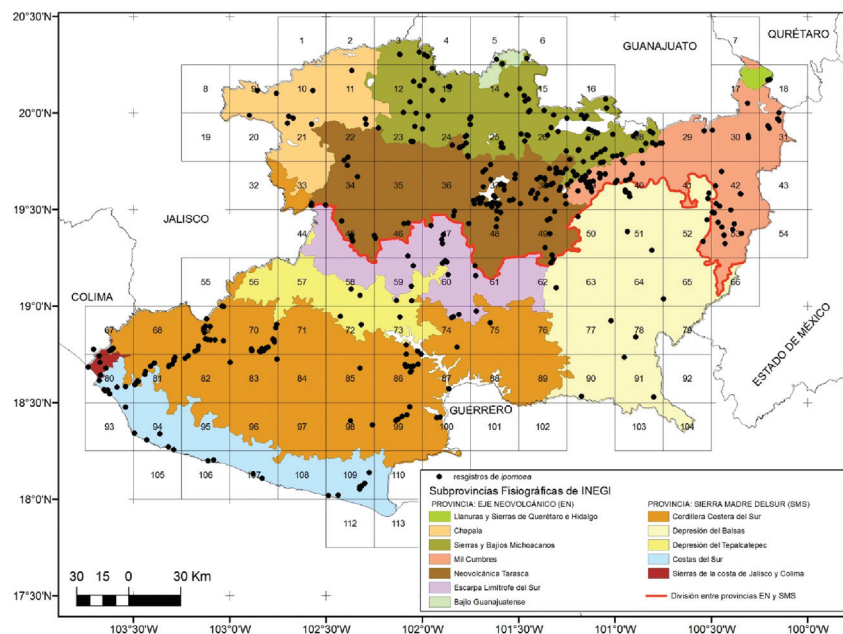 20°30'N
20°0'N
19°30'N
19°0'N
18°30'N
18°0'N
17°30'N
1 2 3 4 5 6 7
GUANAJUATO
QURÉTARO
8 9 10 11 12 13 14 15 16 17 18
19 20 21 22 23 24 25 26 27 28 29 30 31
32 33 34 35 36 37 38 40 41 42 43
JALISCO
44 45 46 47 48 49 50 51 52 53 54
55 56 57 58 59 60 61 62 63 64 65 66
COLIMA
67 68 70 71 72 73 74 75 76 77 78 79
ESTADO DE MÉXICO
80 81 82 83 84 85 86 87 88 89 90 91 92
GUERRERO
93 94 95 96 97 98 99 100 101 102 103 104
105 106 107 108 109 110
112 113
resgistros de ipomoea
Subprovincias Fisiográficas de INEGI
PROVINCIA: EJE NEOVOLCÁNICO (EN)
Llanuras y Sierras de Querétaro e Hidalgo
Chapala
Sierras y Bajíos Michoacanos
Mil Cumbres
Neovolcánica Tarasca
Escarpa Limítrofe del Sur
Bajío Guanajuatense
PROVINCIA: SIERRA MADRE DELSUR (SMS)
Cordillera Costera del Sur
Depresión del Balsas
Depresión del Tepalcatepec
Costas del Sur
Sierras de la costa de Jalisco y Colima
División entre provincias EN y SMS
30 15 0 30 Km
103°30'W 103°0'W 102°30'W 102°0'W 101°30'W 101°0'W 100°30'W 100°0'W